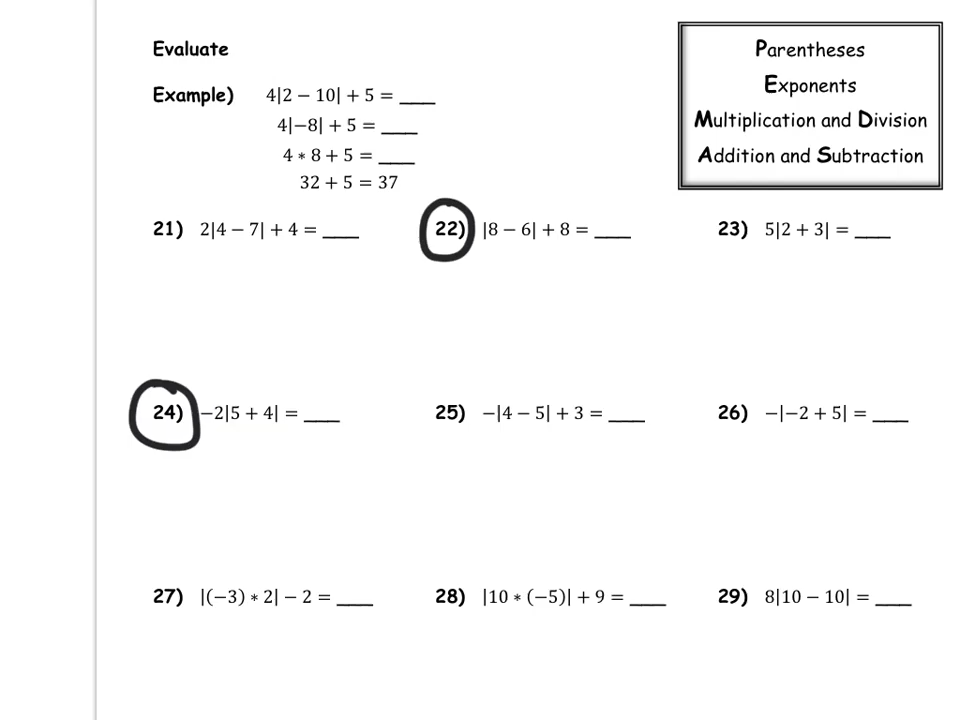 Evaluate
Example) 4|2 − 10| + 5 = ___
4|−8| + 5 = ___
4 ∗ 8 + 5 = ___
32 + 5 = 37
Parentheses
Exponents
Multiplication and Division
Addition and Subtraction
21) 2|4 − 7| + 4 = ___ 22) |8 − 6| + 8 = ___ 23) 5|2 + 3| = ___
24) −2|5 + 4| = ___ 25) −|4 − 5| + 3 = ___ 26) −|−2 + 5| = ___
27) |(−3) ∗ 2| − 2 = ___ 28) |10 ∗ (−5)| + 9 = ___ 29) 8|10 − 10| = ___